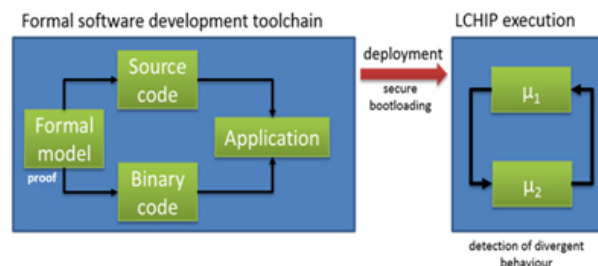 Formal software development toolchain
LCHIP execution
Source
code
Formal
model
proof
Application
Binary
code
deployment
secure
bootloading
µ₁
µ₂
detection of divergent
behaviour